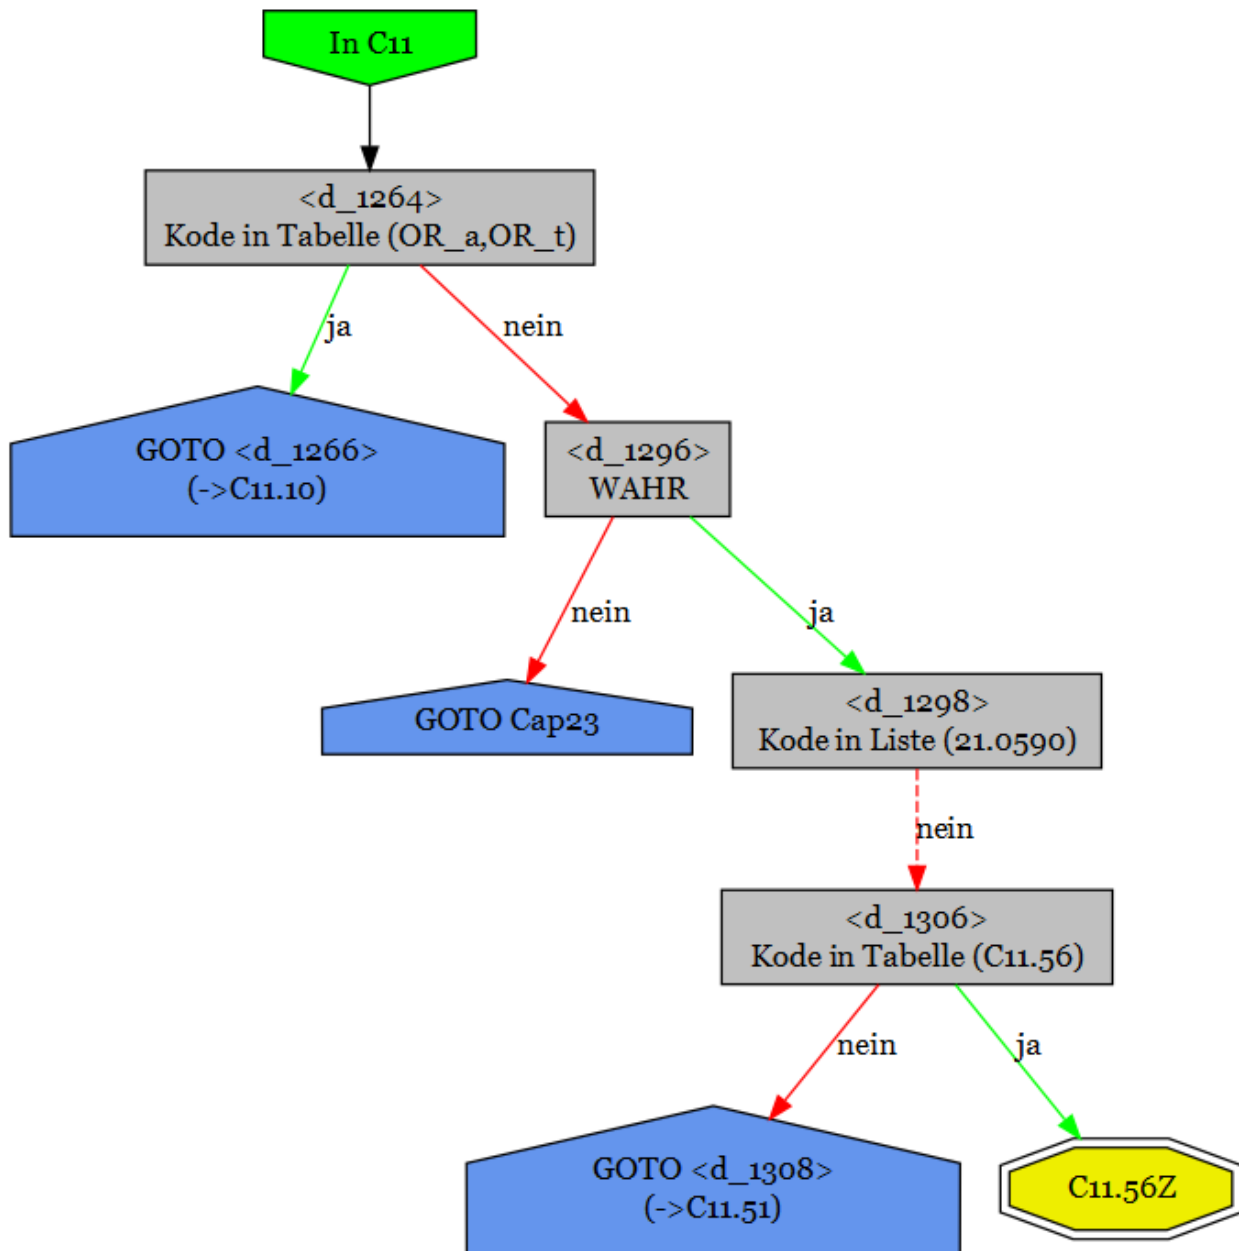 In C11
<d_1264>
Kode in Tabelle (OR_a,OR_t)
ja
nein
GOTO <d_1266>
(->C11.10)
<d_1296>
WAHR
nein
ja
GOTO Cap23
<d_1298>
Kode in Liste (21.0590)
nein
<d_1306>
Kode in Tabelle (C11.56)
nein
ja
GOTO <d_1308>
(->C11.51)
C11.56Z